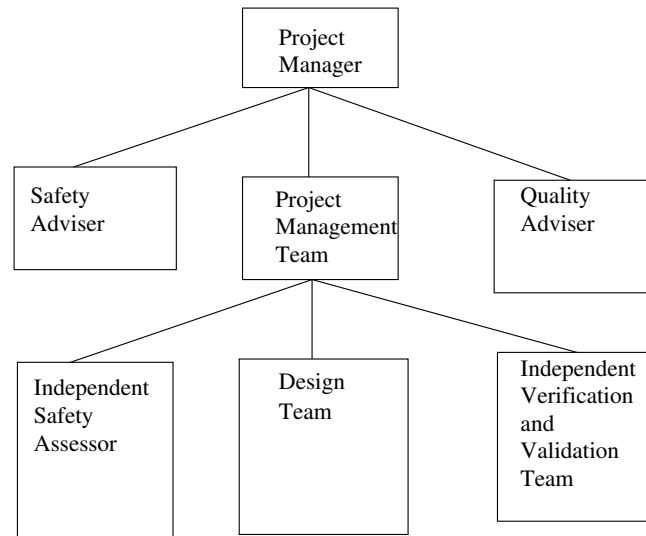 Project
Manager
Safety
Adviser
Project
Management
Team
Quality
Adviser
Independent
Safety
Assessor
Design
Team
Independent
Verification
and
Validation
Team